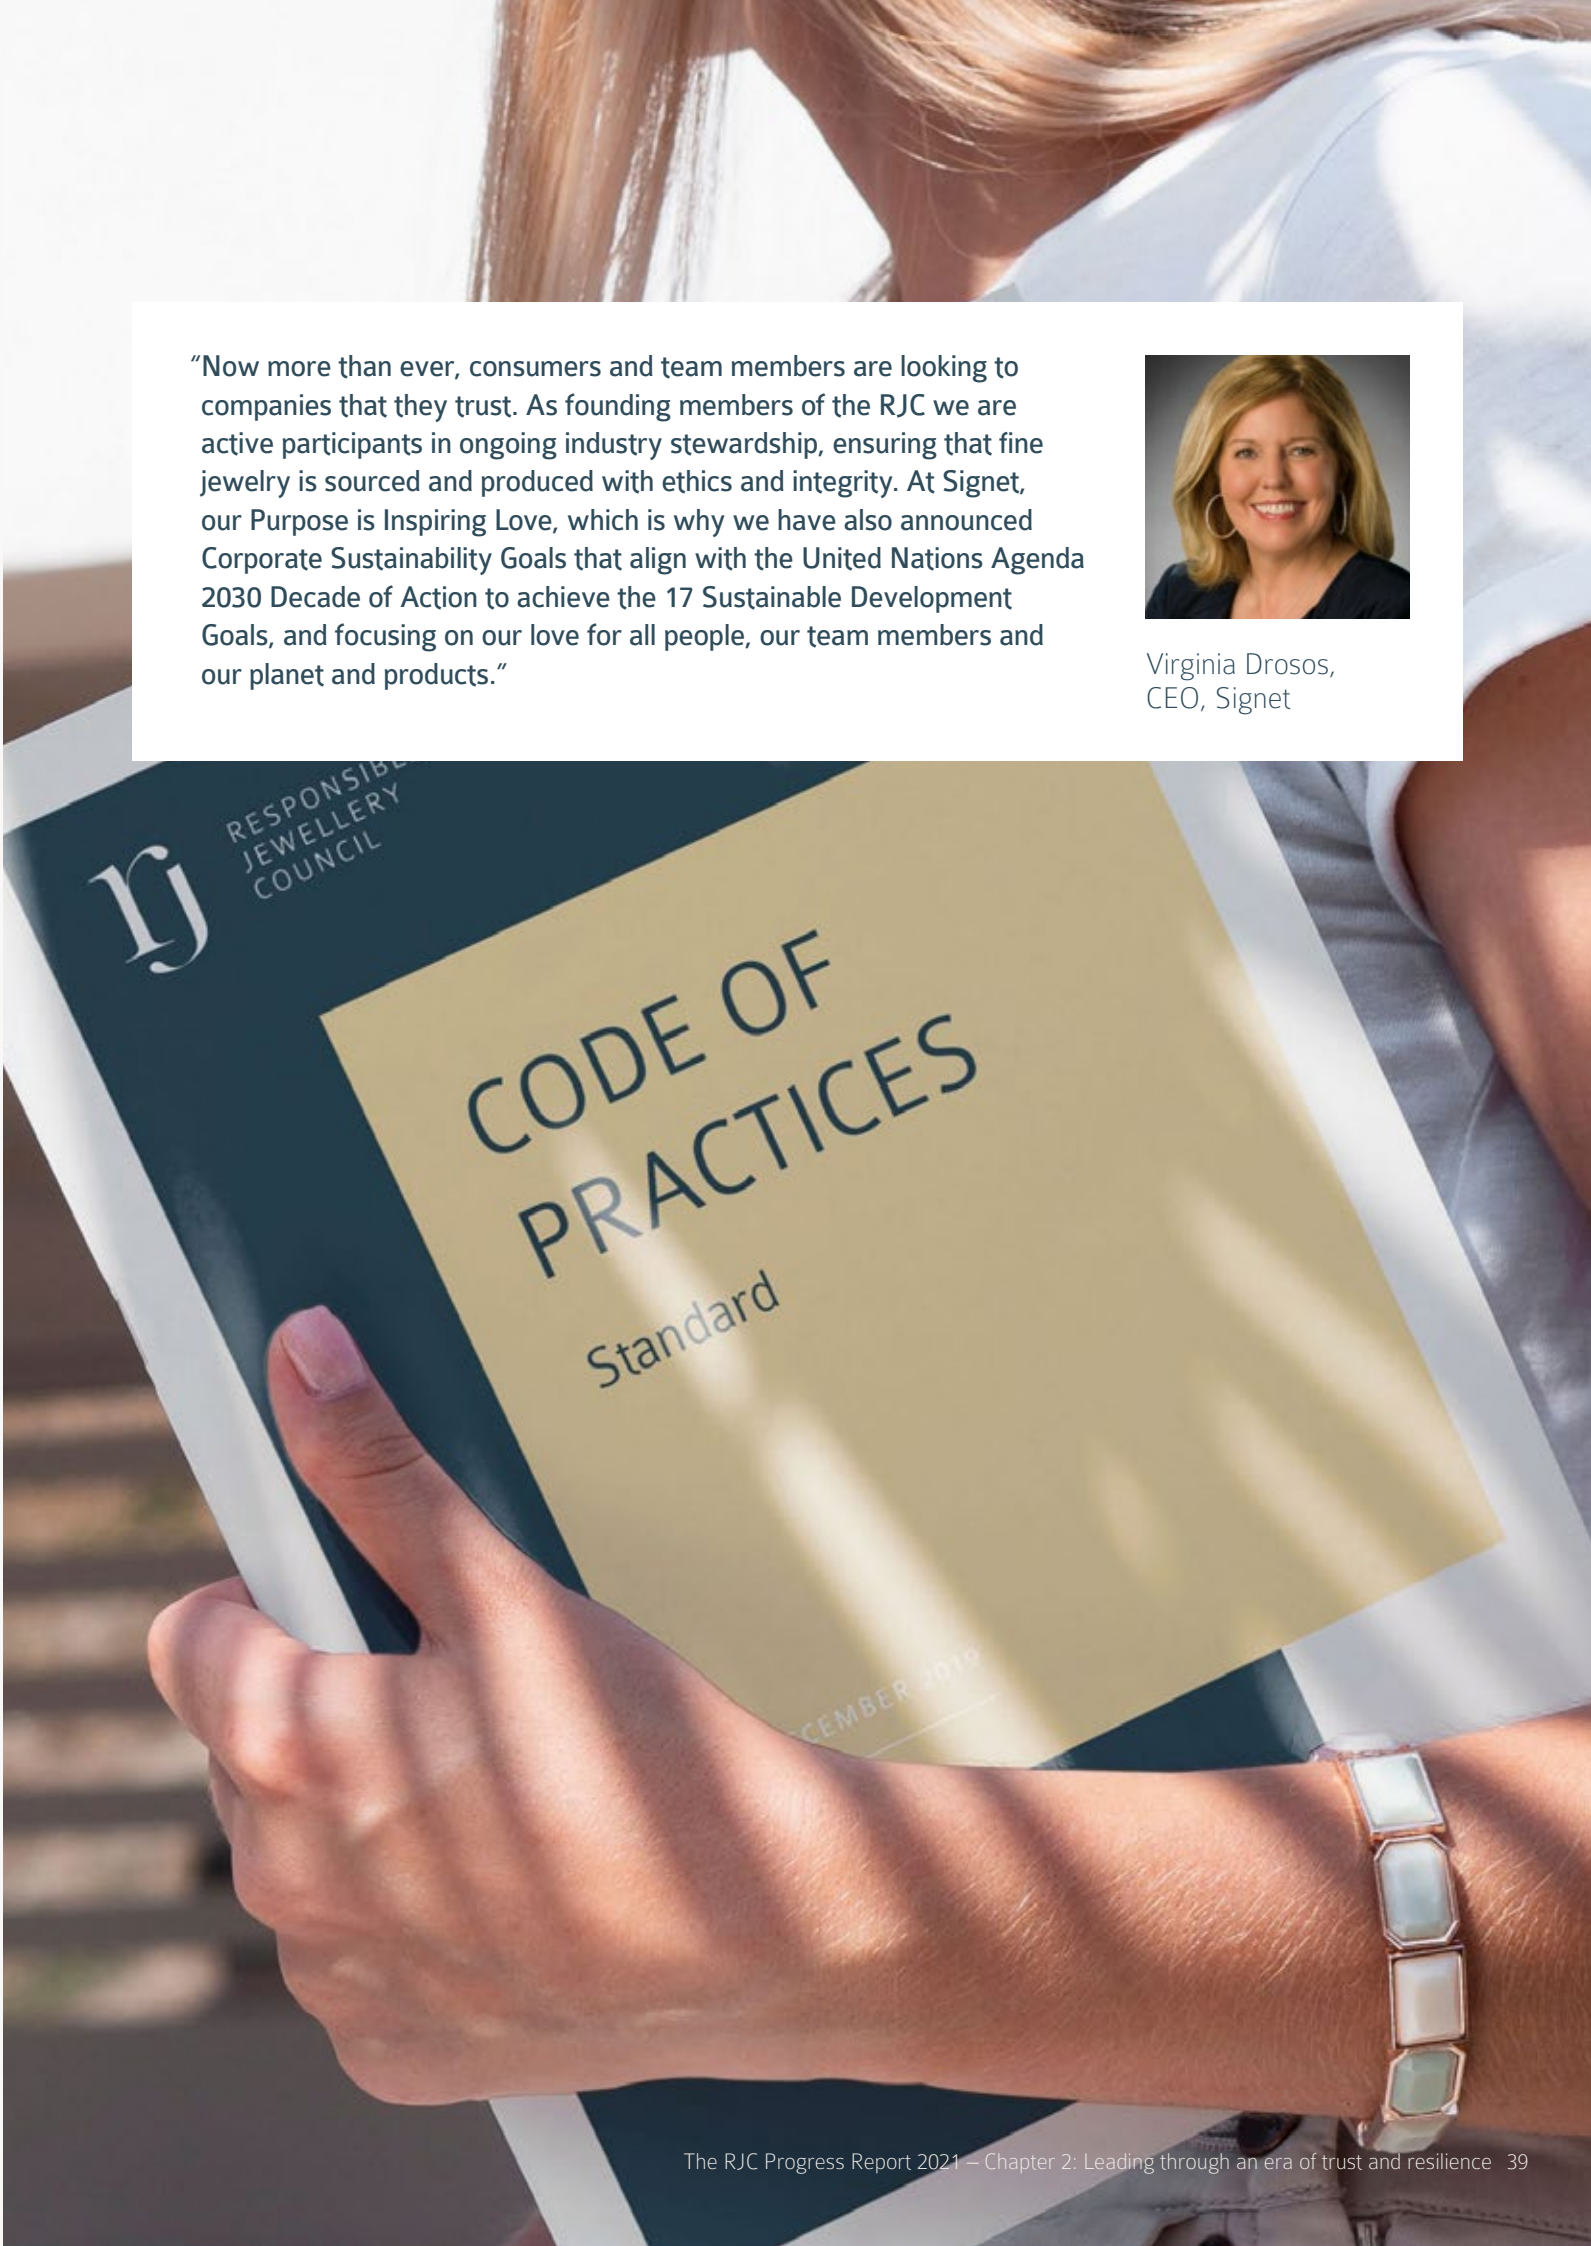 “Now more than ever, consumers and team members are looking to
companies that they trust. As founding members of the RJC we are
active participants in ongoing industry stewardship, ensuring that fine
jewelry is sourced and produced with ethics and integrity. At Signet,
our Purpose is Inspiring Love, which is why we have also announced
Corporate Sustainability Goals that align with the United Nations Agenda
2030 Decade of Action to achieve the 17 Sustainable Development
Goals, and focusing on our love for all people, our team members and
our planet and products.”
Virginia Drosos,
CEO, Signet
rj
RESPONSIBLE
JEWELLERY
COUNCIL
CODE OF
PRACTICES
Standard
CEMBER 2019
The RJC Progress Report 2021 – Chapter 2: Leading through an era of trust and resilience 39